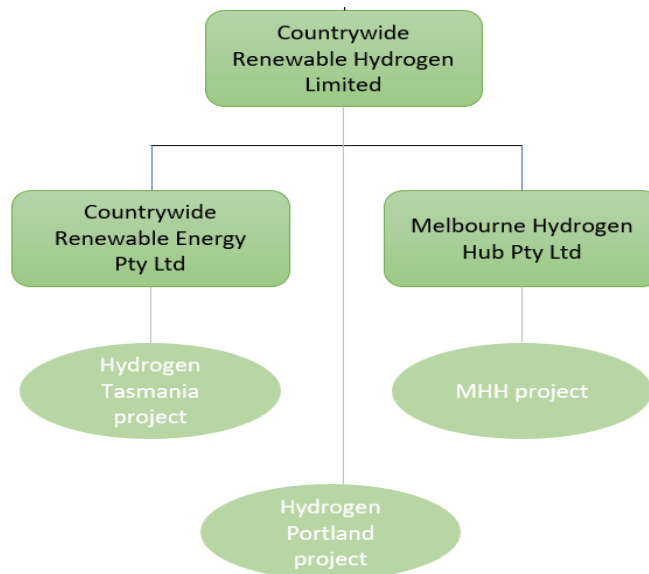 Countrywide
Renewable Hydrogen
Limited
Countrywide
Renewable Energy
Pty Ltd
Melbourne Hydrogen
Hub Pty Ltd
Hydrogen
Tasmania
project
MHH project
Hydrogen
Portland
project